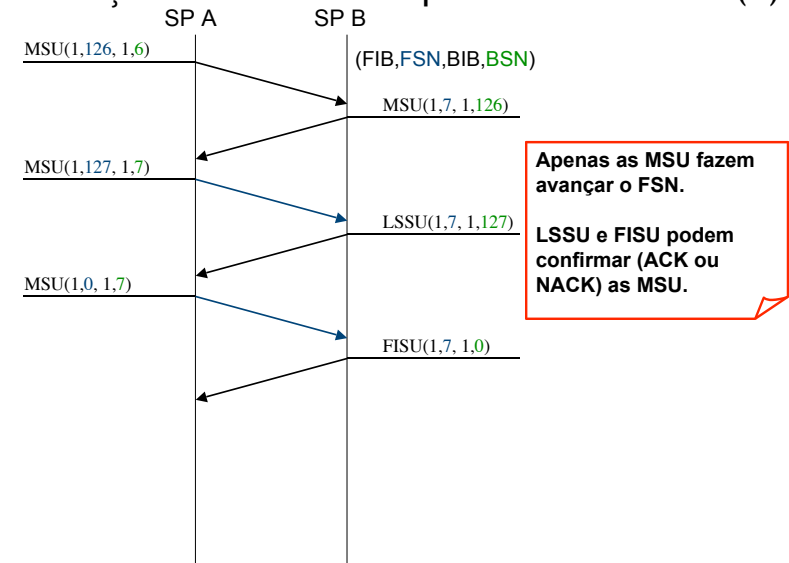 SP A SP B
MSU(1,126, 1,6)
(FIB,FSN,BIB,BSN)
MSU(1,7, 1,126)
MSU(1,127, 1,7)
Apenas as MSU fazem
avançar o FSN.
LSSU(1,7, 1,127)
LSSU e FISU podem
confirmar (ACK ou
NACK) as MSU.
MSU(1,0, 1,7)
FISU(1,7, 1,0)